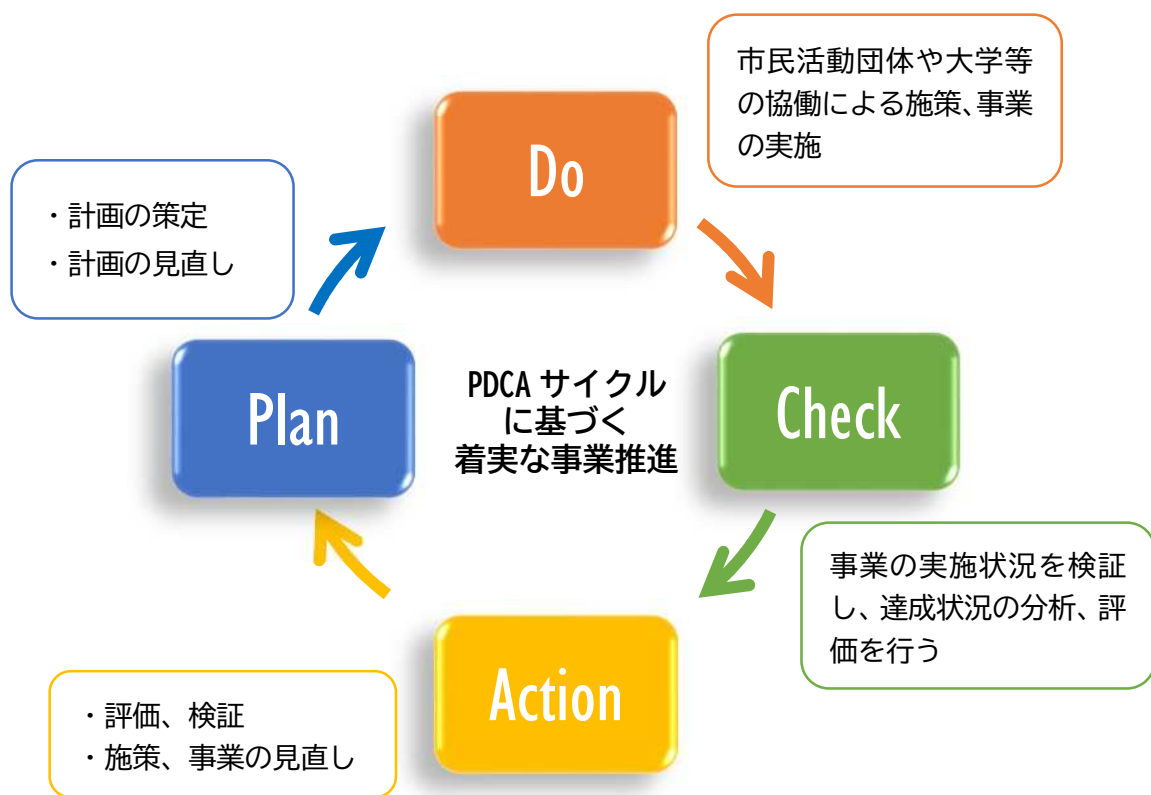 市民活動団体や大学等
の協働による施策、事業
の実施
Do
・計画の策定
・計画の見直し
Plan
PDCA サイクル
に基づく
着実な事業推進
Check
事業の実施状況を検証
し、達成状況の分析、評
価を行う
Action
・評価、検証
・施策、事業の見直し